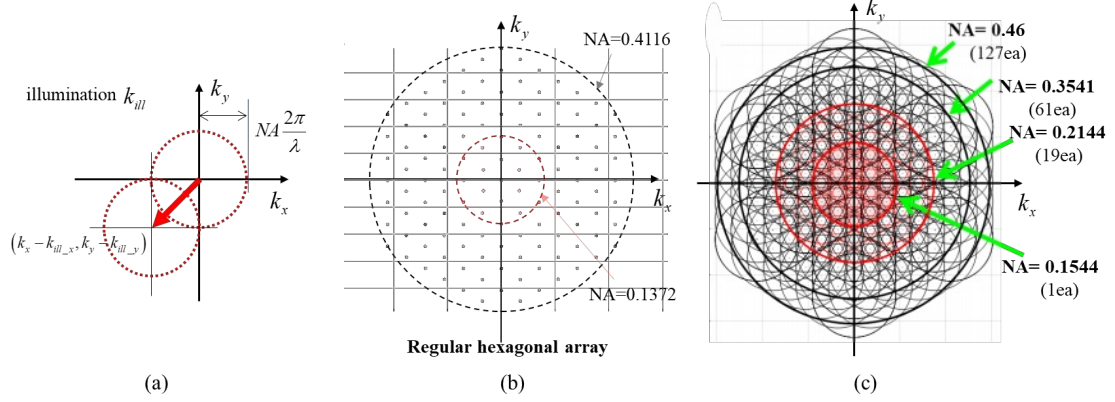 illumination k_ill
k_y
NA 2π/λ
k_x
(k_x − k_ill_x, k_y − k_ill_y)
(a)
k_y
NA=0.4116
k_x
NA=0.1372
Regular hexagonal array
(b)
k_y
NA= 0.46
(127ea)
NA= 0.3541
(61ea)
NA= 0.2144
(19ea)
k_x
NA= 0.1544
(1ea)
(c)